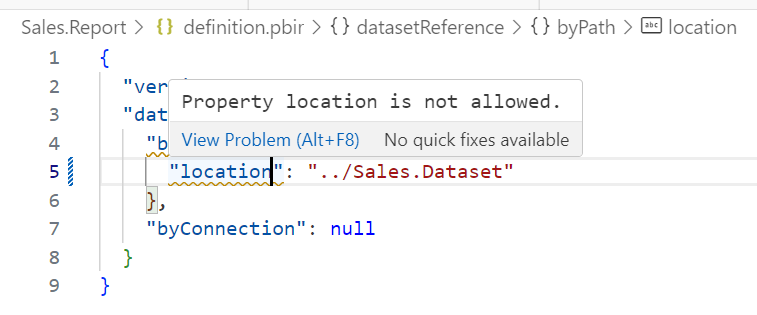 Sales.Report > {} definition.pbir > {} datasetReference > {} byPath > abc location
1 {
2 "ver
Property location is not allowed.
3 "dat
View Problem (Alt+F8) No quick fixes available
4 "b
5 "location": "../Sales.Dataset"
6 },
7 "byConnection": null
8 }
9 }